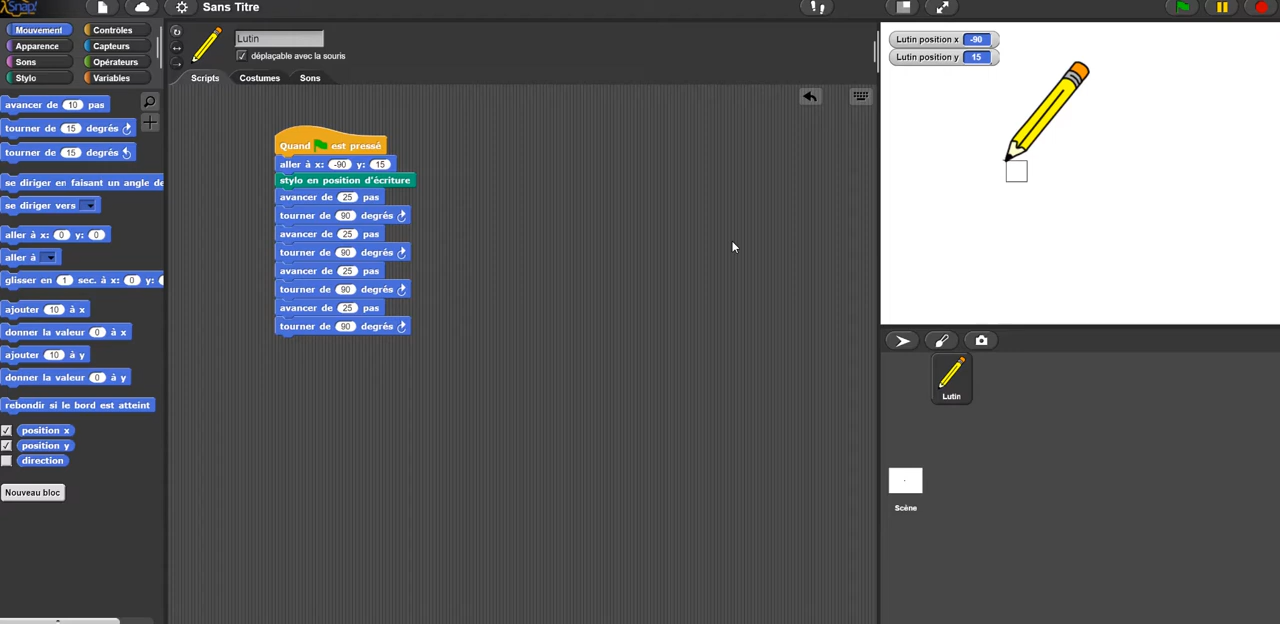 Snap!
Sans Titre
Mouvement
Contrôles
Apparence
Capteurs
Sons
Opérateurs
Stylo
Variables
avancer de 10 pas
tourner de 15 degrés
tourner de 15 degrés
se diriger en faisant un angle de
se diriger vers
aller à x: 0 y: 0
aller à
glisser en 1 sec. à x: 0 y:
ajouter 10 à x
donner la valeur 0 à x
ajouter 10 à y
donner la valeur 0 à y
rebondir si le bord est atteint
position x
position y
direction
Nouveau bloc
Lutin
déplaçable avec la souris
Scripts
Costumes
Sons
Quand est pressé
aller à x: -90 y: 15
stylo en position d'écriture
avancer de 25 pas
tourner de 90 degrés
avancer de 25 pas
tourner de 90 degrés
avancer de 25 pas
tourner de 90 degrés
avancer de 25 pas
tourner de 90 degrés
Lutin position x -90
Lutin position y 15
Lutin
Scène